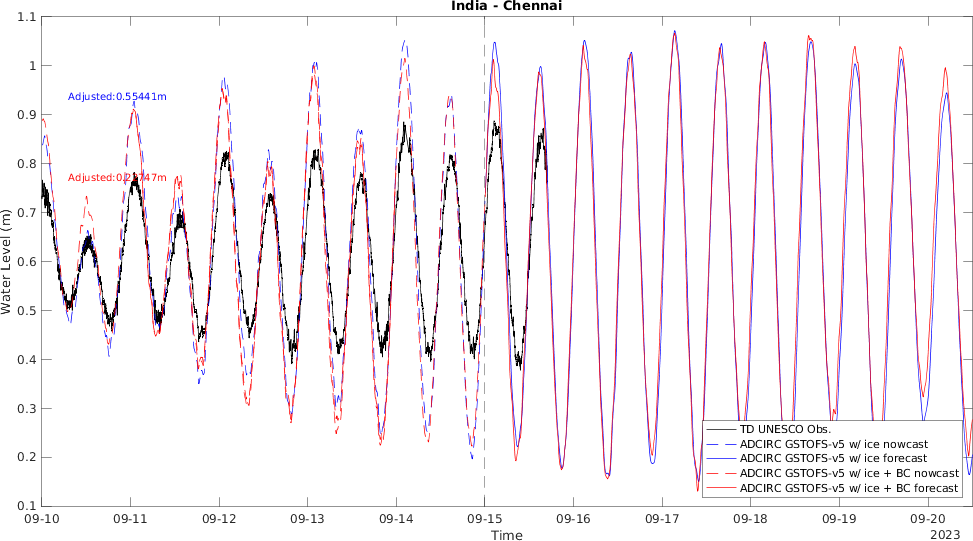 India - Chennai
1.1
1
0.9
0.8
0.7
0.6
0.5
0.4
0.3
0.2
0.1
Water Level (m)
Adjusted:0.55441m
TD UNESCO Obs.
ADCIRC GSTOFS-v5 w/ ice nowcast
ADCIRC GSTOFS-v5 w/ ice forecast
ADCIRC GSTOFS-v5 w/ ice + BC nowcast
ADCIRC GSTOFS-v5 w/ ice + BC forecast
09-10 09-11 09-12 09-13 09-14 09-15 09-16 09-17 09-18 09-19 09-20
Time
2023